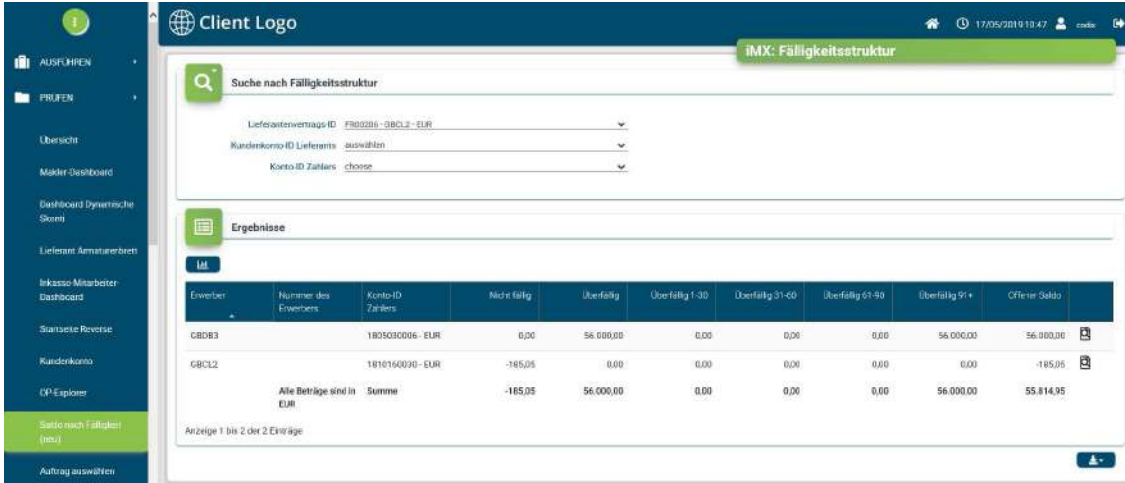 Client Logo
17/05/2019 10:47
codix
iMX: Fälligkeitsstruktur
AUSFÜHREN
PRÜFEN
Übersicht
Makler-Dashboard
Dashboard Dynamische
Skonti
Lieferant Armaturenbrett
Inkasso-Mitarbeiter-
Dashboard
Startseite Reverse
Kundenkonto
OP-Explorer
Saldo nach Fälligkeit
(neu)
Auftrag auswählen
Suche nach Fälligkeitsstruktur
Lieferantenvertrags-ID FR00206 - GBCL2 - EUR
Kundenkonto-ID Lieferants auswählen
Konto-ID Zahlers choose
Ergebnisse
Erwerber Nummer des Konto-ID Nicht fällig Überfällig Überfällig 1-30 Überfällig 31-60 Überfällig 61-90 Überfällig 91+ Offener Saldo
Erwerbers Zahlers
GBDB3 1805030006 - EUR 0,00 56.000,00 0,00 0,00 0,00 56.000,00 56.000,00
GBCL2 1810160030 - EUR -185,05 0,00 0,00 0,00 0,00 0,00 -185,05
Alle Beträge sind in Summe -185,05 56.000,00 0,00 0,00 0,00 56.000,00 55.814,95
EUR
Anzeige 1 bis 2 der 2 Einträge